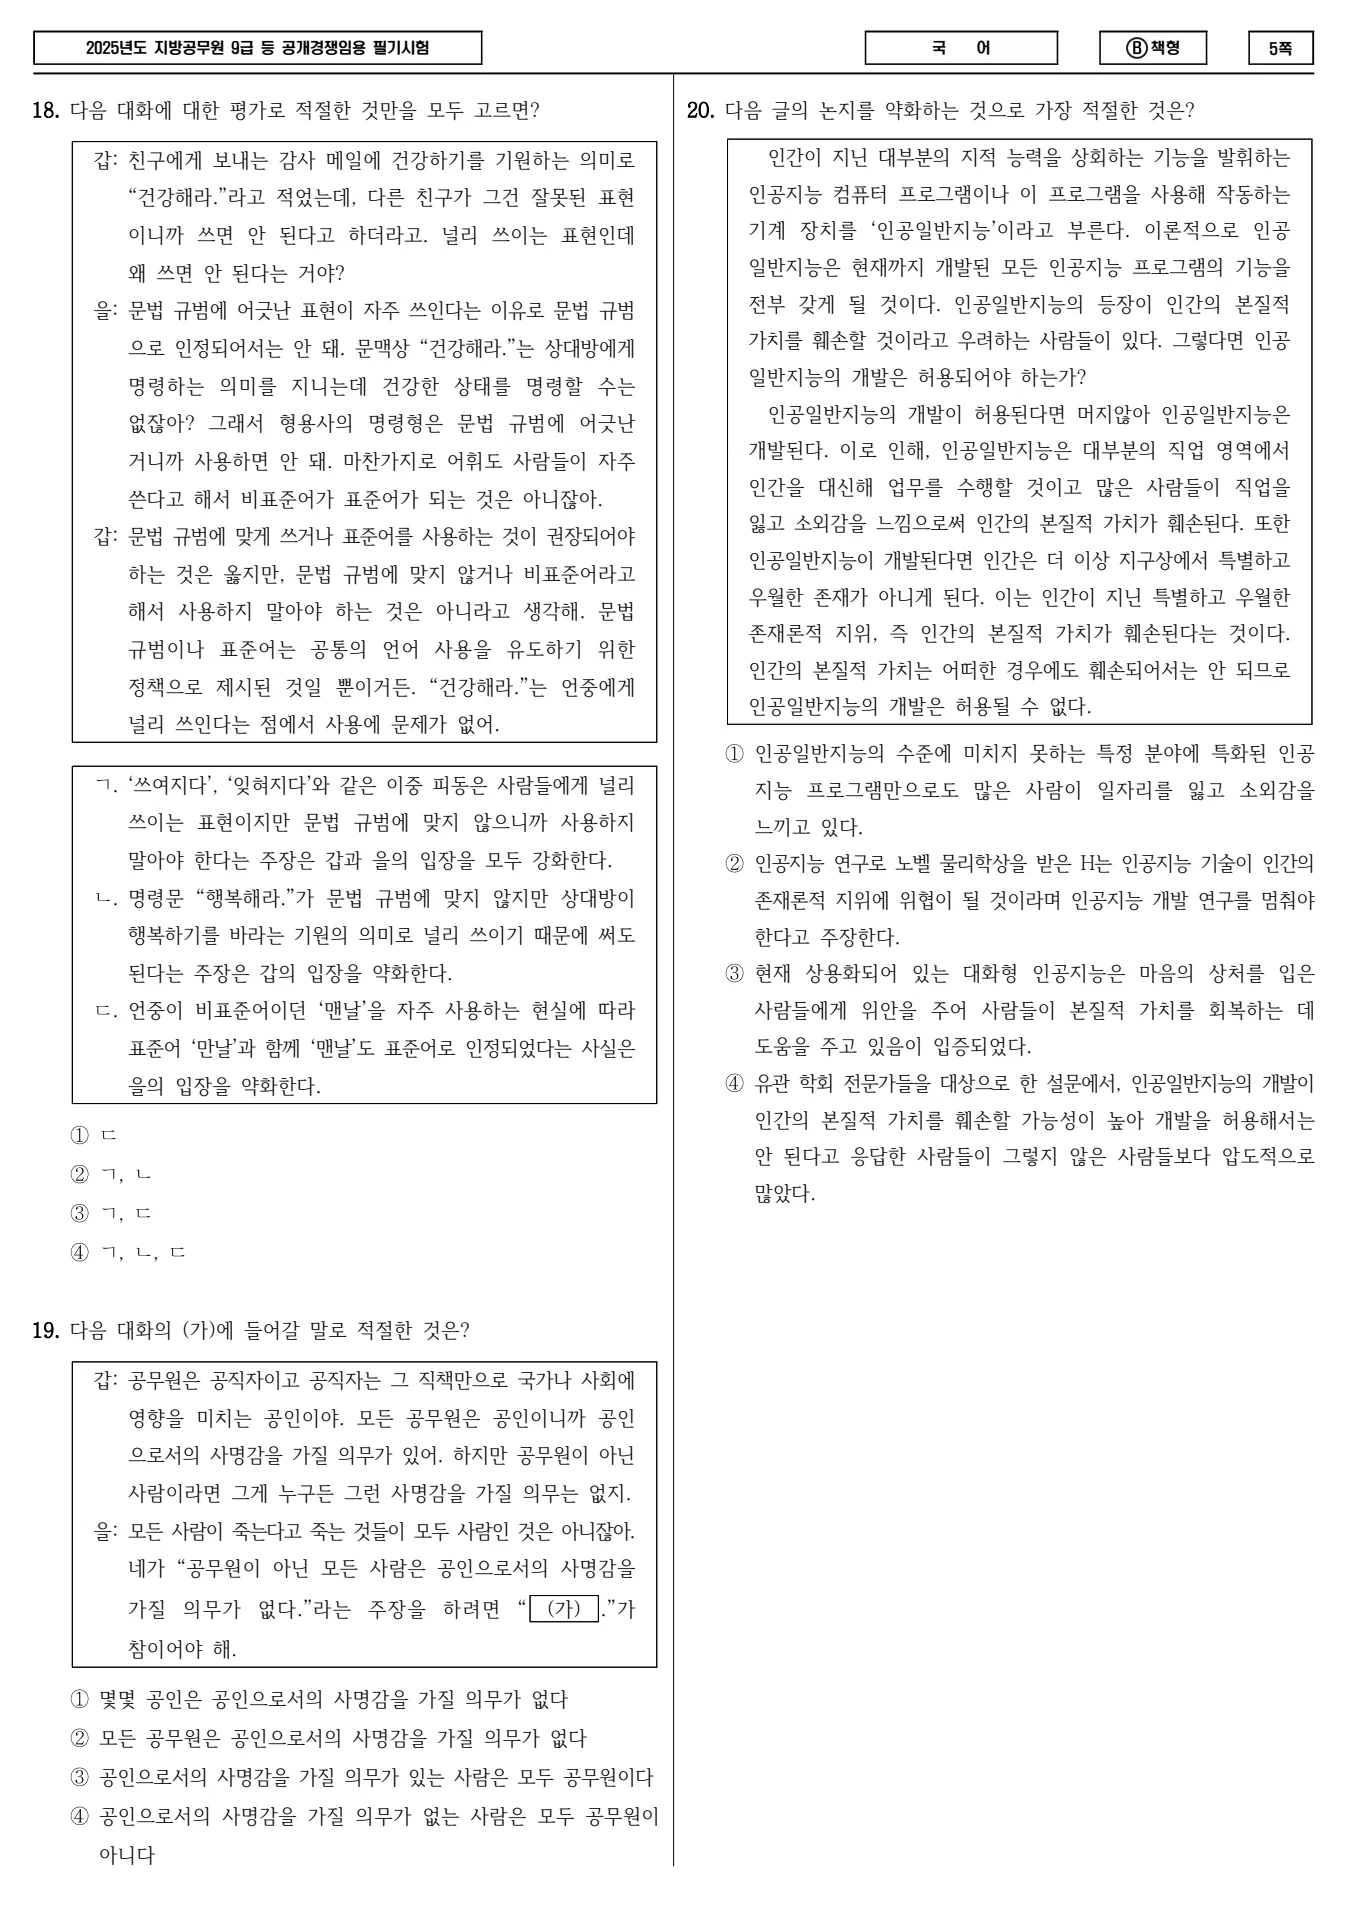 2025년도 지방공무원 9급 등 공개경쟁임용 필기시험
국 어
Ⓑ책형
5쪽
18. 다음 대화에 대한 평가로 적절한 것만을 모두 고르면?
갑: 친구에게 보내는 감사 메일에 건강하기를 기원하는 의미로
“건강해라.”라고 적었는데, 다른 친구가 그건 잘못된 표현
이니까 쓰면 안 된다고 하더라고. 널리 쓰이는 표현인데
왜 쓰면 안 된다는 거야?
을: 문법 규범에 어긋난 표현이 자주 쓰인다는 이유로 문법 규범
으로 인정되어서는 안 돼. 문맥상 “건강해라.”는 상대방에게
명령하는 의미를 지니는데 건강한 상태를 명령할 수는
없잖아? 그래서 형용사의 명령형은 문법 규범에 어긋난
거니까 사용하면 안 돼. 마찬가지로 어휘도 사람들이 자주
쓴다고 해서 비표준어가 표준어가 되는 것은 아니잖아.
갑: 문법 규범에 맞게 쓰거나 표준어를 사용하는 것이 권장되어야
하는 것은 옳지만, 문법 규범에 맞지 않거나 비표준어라고
해서 사용하지 말아야 하는 것은 아니라고 생각해. 문법
규범이나 표준어는 공통의 언어 사용을 유도하기 위한
정책으로 제시된 것일 뿐이거든. “건강해라.”는 언중에게
널리 쓰인다는 점에서 사용에 문제가 없어.
ㄱ. ‘쓰여지다’, ‘잊혀지다’와 같은 이중 피동은 사람들에게 널리
쓰이는 표현이지만 문법 규범에 맞지 않으니까 사용하지
말아야 한다는 주장은 갑과 을의 입장을 모두 강화한다.
ㄴ. 명령문 “행복해라.”가 문법 규범에 맞지 않지만 상대방이
행복하기를 바라는 기원의 의미로 널리 쓰이기 때문에 써도
된다는 주장은 갑의 입장을 약화한다.
ㄷ. 언중이 비표준어이던 ‘맨날’을 자주 사용하는 현실에 따라
표준어 ‘만날’과 함께 ‘맨날’도 표준어로 인정되었다는 사실은
을의 입장을 약화한다.
① ㄷ
② ㄱ, ㄴ
③ ㄱ, ㄷ
④ ㄱ, ㄴ, ㄷ
19. 다음 대화의 (가)에 들어갈 말로 적절한 것은?
갑: 공무원은 공직자이고 공직자는 그 직책만으로 국가나 사회에
영향을 미치는 공인이야. 모든 공무원은 공인이니까 공인
으로서의 사명감을 가질 의무가 있어. 하지만 공무원이 아닌
사람이라면 그게 누구든 그런 사명감을 가질 의무는 없지.
을: 모든 사람이 죽는다고 죽는 것들이 모두 사람인 것은 아니잖아.
네가 “공무원이 아닌 모든 사람은 공인으로서의 사명감을
가질 의무가 없다.”라는 주장을 하려면 “ (가) .”가
참이어야 해.
① 몇몇 공인은 공인으로서의 사명감을 가질 의무가 없다
② 모든 공무원은 공인으로서의 사명감을 가질 의무가 없다
③ 공인으로서의 사명감을 가질 의무가 있는 사람은 모두 공무원이다
④ 공인으로서의 사명감을 가질 의무가 없는 사람은 모두 공무원이
아니다
20. 다음 글의 논지를 약화하는 것으로 가장 적절한 것은?
인간이 지닌 대부분의 지적 능력을 상회하는 기능을 발휘하는
인공지능 컴퓨터 프로그램이나 이 프로그램을 사용해 작동하는
기계 장치를 ‘인공일반지능’이라고 부른다. 이론적으로 인공
일반지능은 현재까지 개발된 모든 인공지능 프로그램의 기능을
전부 갖게 될 것이다. 인공일반지능의 등장이 인간의 본질적
가치를 훼손할 것이라고 우려하는 사람들이 있다. 그렇다면 인공
일반지능의 개발은 허용되어야 하는가?
인공일반지능의 개발이 허용된다면 머지않아 인공일반지능은
개발된다. 이로 인해, 인공일반지능은 대부분의 직업 영역에서
인간을 대신해 업무를 수행할 것이고 많은 사람들이 직업을
잃고 소외감을 느낌으로써 인간의 본질적 가치가 훼손된다. 또한
인공일반지능이 개발된다면 인간은 더 이상 지구상에서 특별하고
우월한 존재가 아니게 된다. 이는 인간이 지닌 특별하고 우월한
존재론적 지위, 즉 인간의 본질적 가치가 훼손된다는 것이다.
인간의 본질적 가치는 어떠한 경우에도 훼손되어서는 안 되므로
인공일반지능의 개발은 허용될 수 없다.
① 인공일반지능의 수준에 미치지 못하는 특정 분야에 특화된 인공
지능 프로그램만으로도 많은 사람이 일자리를 잃고 소외감을
느끼고 있다.
② 인공지능 연구로 노벨 물리학상을 받은 H는 인공지능 기술이 인간의
존재론적 지위에 위협이 될 것이라며 인공지능 개발 연구를 멈춰야
한다고 주장한다.
③ 현재 상용화되어 있는 대화형 인공지능은 마음의 상처를 입은
사람들에게 위안을 주어 사람들이 본질적 가치를 회복하는 데
도움을 주고 있음이 입증되었다.
④ 유관 학회 전문가들을 대상으로 한 설문에서, 인공일반지능의 개발이
인간의 본질적 가치를 훼손할 가능성이 높아 개발을 허용해서는
안 된다고 응답한 사람들이 그렇지 않은 사람들보다 압도적으로
많았다.